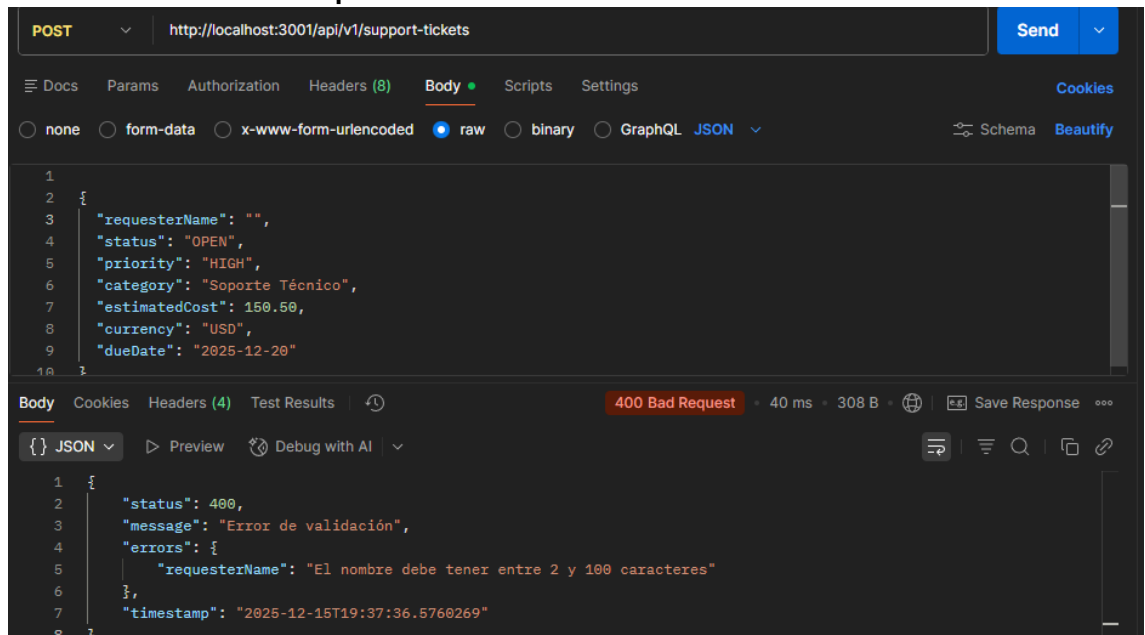 POST http://localhost:3001/api/v1/support-tickets Send
Docs Params Authorization Headers (8) Body Scripts Settings Cookies
none form-data x-www-form-urlencoded raw binary GraphQL JSON Schema Beautify
1
2 {
3 "requesterName": "",
4 "status": "OPEN",
5 "priority": "HIGH",
6 "category": "Soporte Técnico",
7 "estimatedCost": 150.50,
8 "currency": "USD",
9 "dueDate": "2025-12-20"
10 }
Body Cookies Headers (4) Test Results 400 Bad Request 40 ms 308 B e.g. Save Response
{} JSON Preview Debug with AI
1 {
2 "status": 400,
3 "message": "Error de validación",
4 "errors": {
5 "requesterName": "El nombre debe tener entre 2 y 100 caracteres"
6 },
7 "timestamp": "2025-12-15T19:37:36.5760269"
8 }